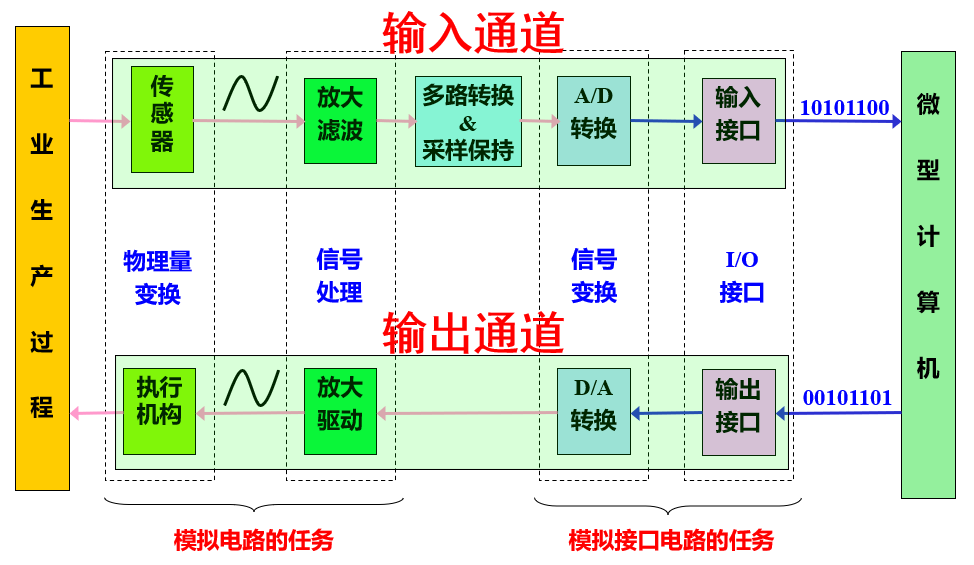 输入通道
工业生产过程
传感器
放大
滤波
多路转换
&
采样保持
A/D
转换
输入
接口
10101100
微型计算机
物理量
变换
信号
处理
信号
变换
I/O
接口
输出通道
执行
机构
放大
驱动
D/A
转换
输出
接口
00101101
模拟电路的任务
模拟接口电路的任务